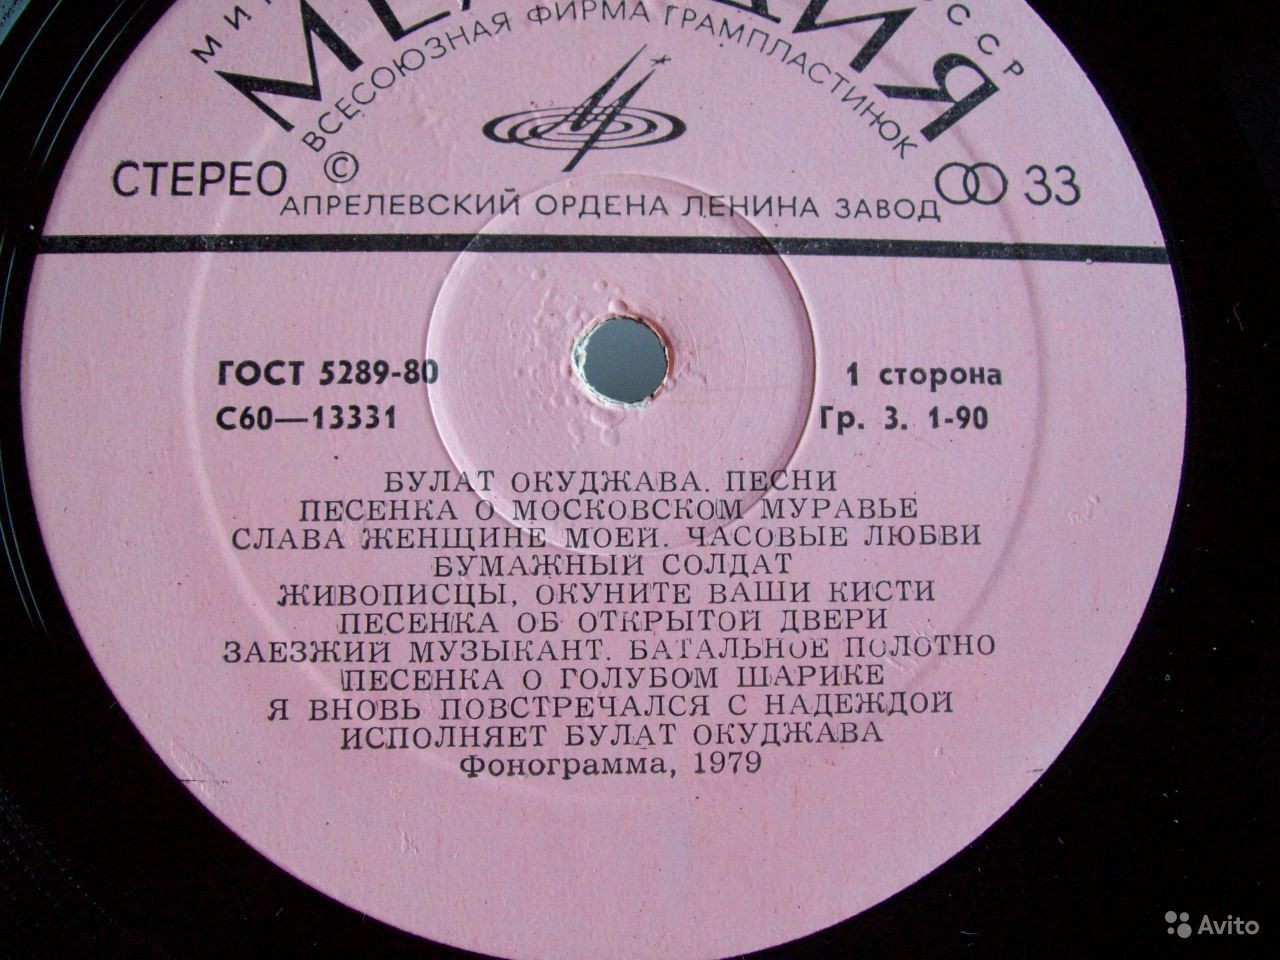 СССР
ВСЕСОЮЗНАЯ ФИРМА ГРАМПЛАСТИНОК
СТЕРЕО © 33
АПРЕЛЕВСКИЙ ОРДЕНА ЛЕНИНА ЗАВОД
ГОСТ 5289-80 1 сторона
С60—13331 Гр. 3. 1-90
БУЛАТ ОКУДЖАВА. ПЕСНИ
ПЕСЕНКА О МОСКОВСКОМ МУРАВЬЕ
СЛАВА ЖЕНЩИНЕ МОЕЙ. ЧАСОВЫЕ ЛЮБВИ
БУМАЖНЫЙ СОЛДАТ
ЖИВОПИСЦЫ, ОКУНИТЕ ВАШИ КИСТИ
ПЕСЕНКА ОБ ОТКРЫТОЙ ДВЕРИ
ЗАЕЗЖИЙ МУЗЫКАНТ. БАТАЛЬНОЕ ПОЛОТНО
ПЕСЕНКА О ГОЛУБОМ ШАРИКЕ
Я ВНОВЬ ПОВСТРЕЧАЛСЯ С НАДЕЖДОЙ
ИСПОЛНЯЕТ БУЛАТ ОКУДЖАВА
Фонограмма, 1979
Avito